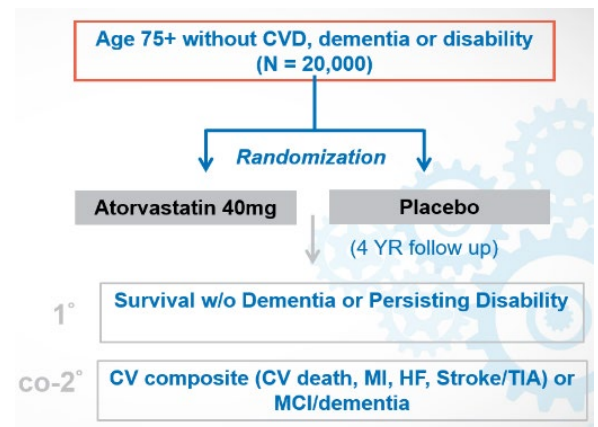 Age 75+ without CVD, dementia or disability
(N = 20,000)
Randomization
Atorvastatin 40mg
Placebo
(4 YR follow up)
1°
Survival w/o Dementia or Persisting Disability
co-2°
CV composite (CV death, MI, HF, Stroke/TIA) or
MCI/dementia